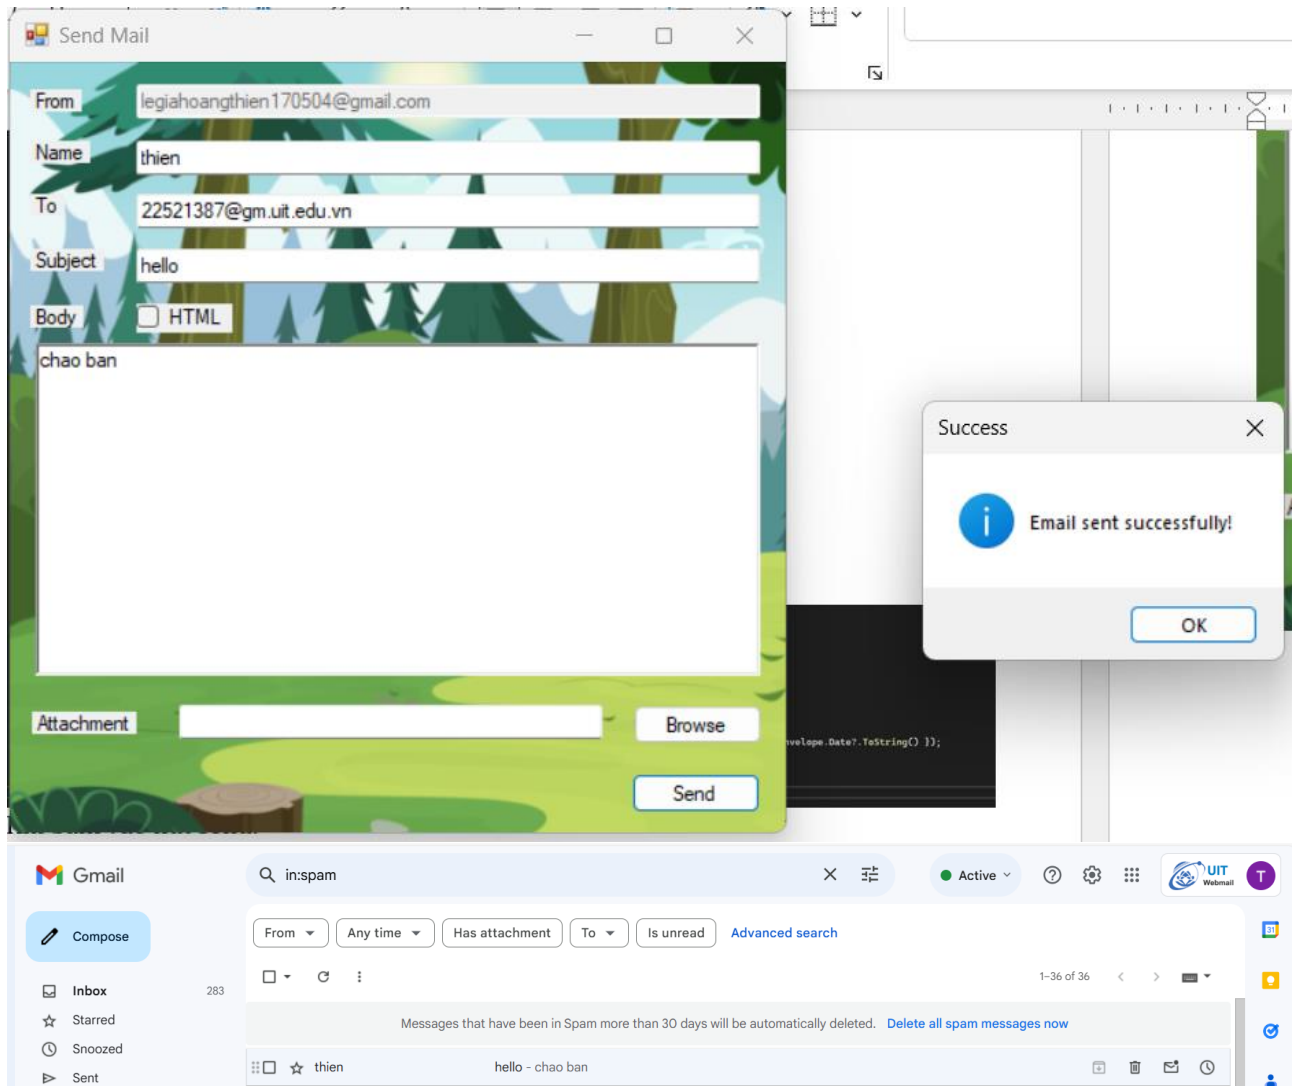 Send Mail
From
legiahoangthien170504@gmail.com
Name
thien
To
22521387@gm.uit.edu.vn
Subject
hello
Body
HTML
chao ban
Success
Email sent successfully!
OK
Attachment
Browse
nvelope.Date?.ToString() });
Send
Gmail
in:spam
Active
UIT
Webmail
T
Compose
From
Any time
Has attachment
To
Is unread
Advanced search
1–36 of 36
31
Inbox
283
Starred
Messages that have been in Spam more than 30 days will be automatically deleted. Delete all spam messages now
Snoozed
thien
hello - chao ban
Sent